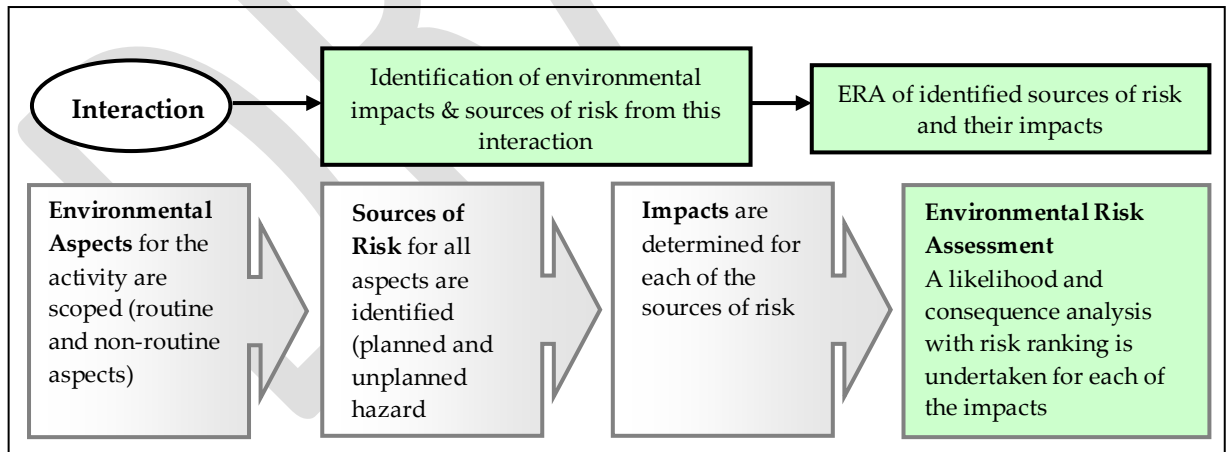 Interaction
Identification of environmental
impacts & sources of risk from this
interaction
ERA of identified sources of risk
and their impacts
Environmental
Aspects for the
activity are
scoped (routine
and non-routine
aspects)
Sources of
Risk for all
aspects are
identified
(planned and
unplanned
hazard
Impacts are
determined for
each of the
sources of risk
Environmental Risk
Assessment
A likelihood and
consequence analysis
with risk ranking is
undertaken for each of
the impacts